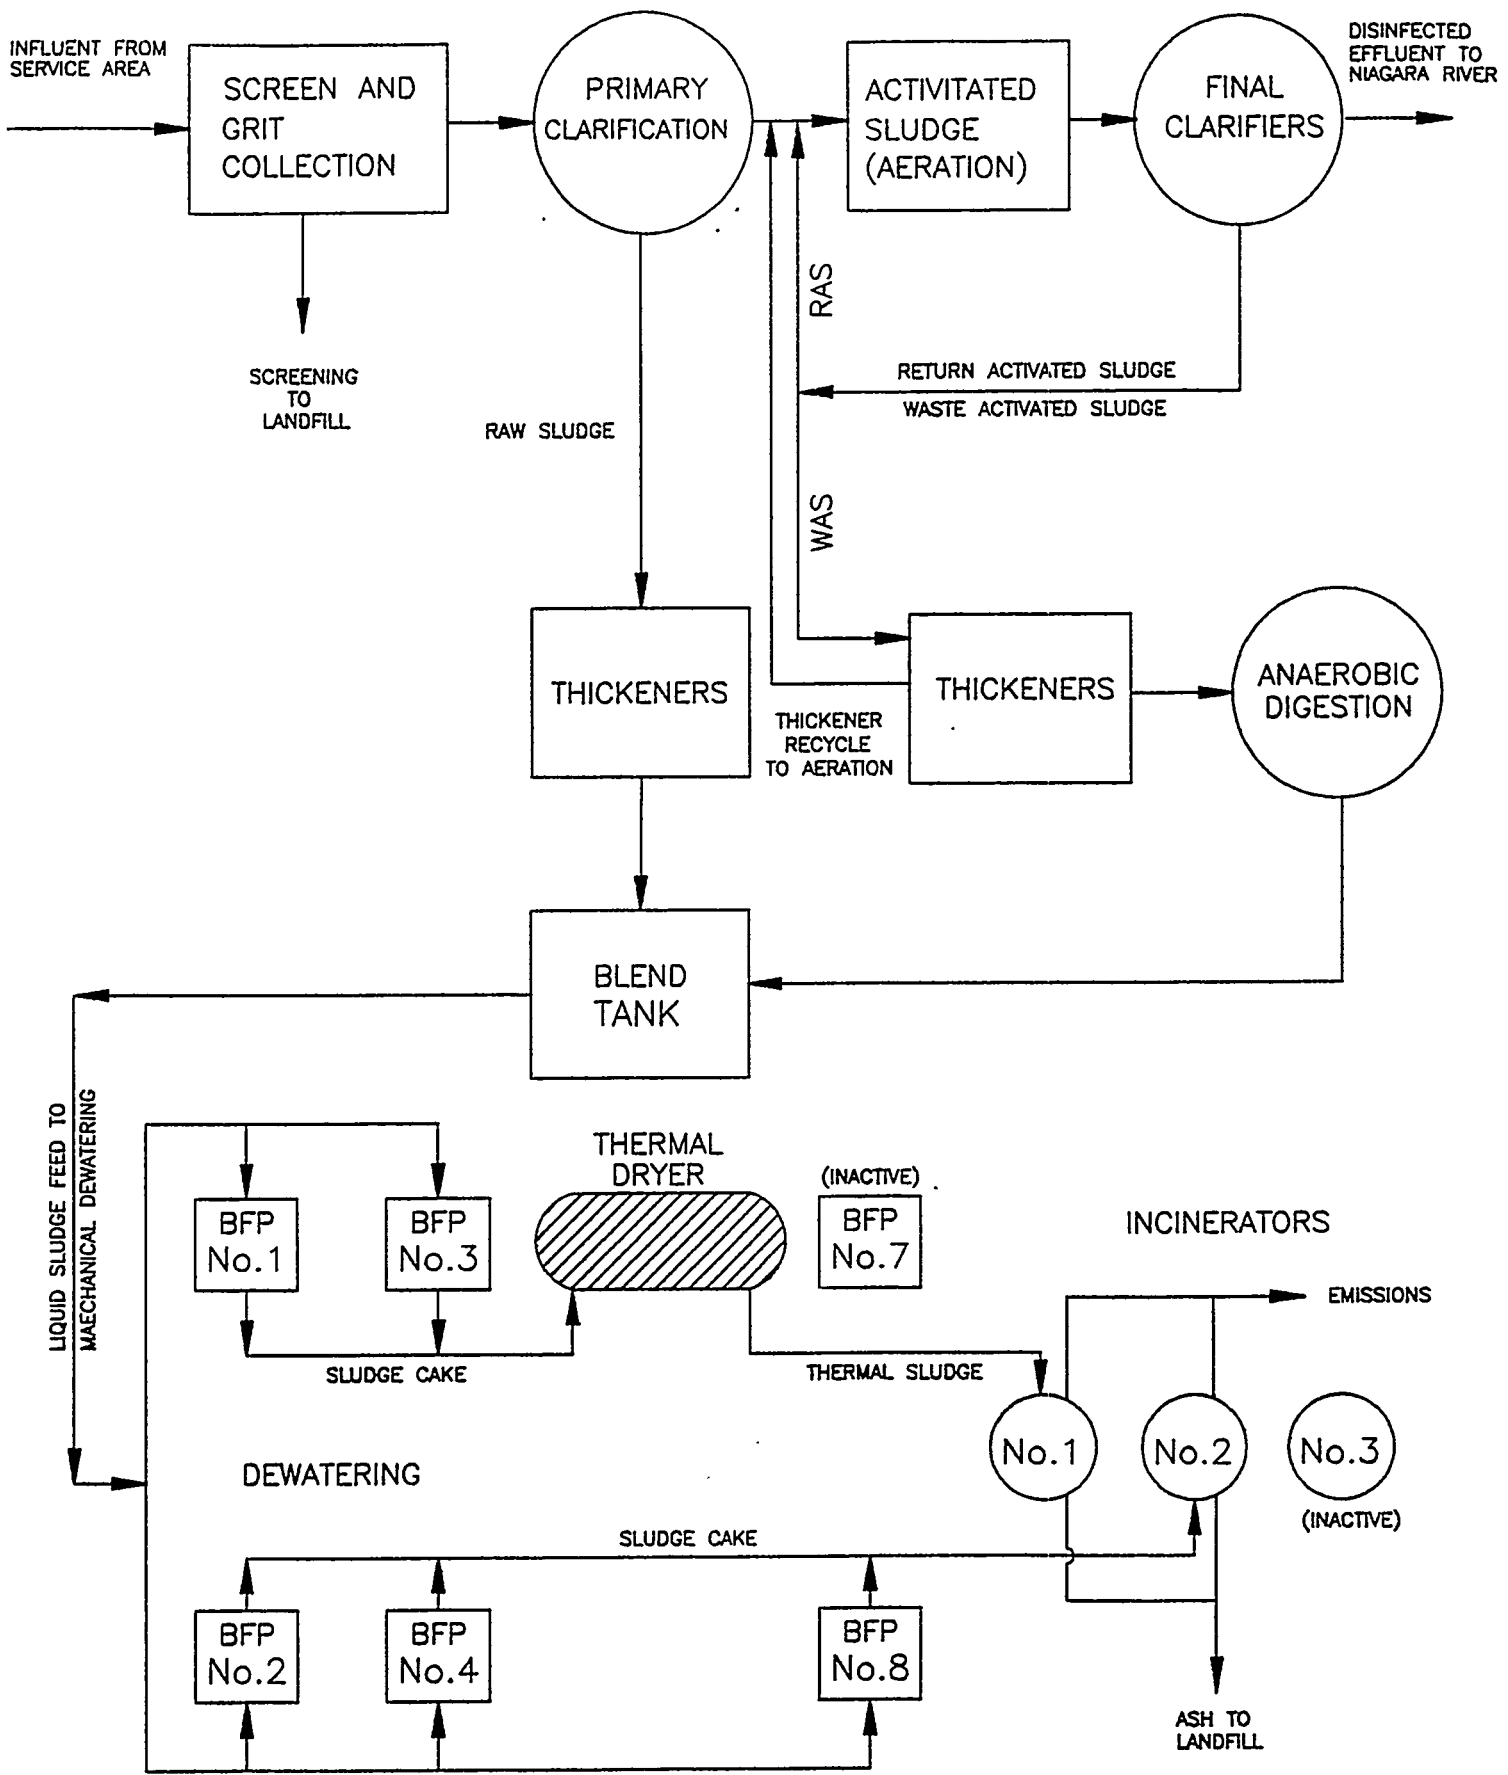 INFLUENT FROM
SERVICE AREA
SCREEN AND
GRIT
COLLECTION
PRIMARY
CLARIFICATION
ACTIVITATED
SLUDGE
(AERATION)
FINAL
CLARIFIERS
DISINFECTED
EFFLUENT TO
NIAGARA RIVER
SCREENING
TO
LANDFILL
RAW SLUDGE
RAS
RETURN ACTIVATED SLUDGE
WASTE ACTIVATED SLUDGE
WAS
THICKENERS
THICKENER
RECYCLE
TO AERATION
THICKENERS
ANAEROBIC
DIGESTION
BLEND
TANK
LIQUID SLUDGE FEED TO
MAECHANICAL DEWATERING
BFP
No.1
BFP
No.3
THERMAL
DRYER
(INACTIVE)
BFP
No.7
INCINERATORS
EMISSIONS
SLUDGE CAKE
THERMAL SLUDGE
No.1
No.2
No.3
(INACTIVE)
DEWATERING
SLUDGE CAKE
BFP
No.2
BFP
No.4
BFP
No.8
ASH TO
LANDFILL